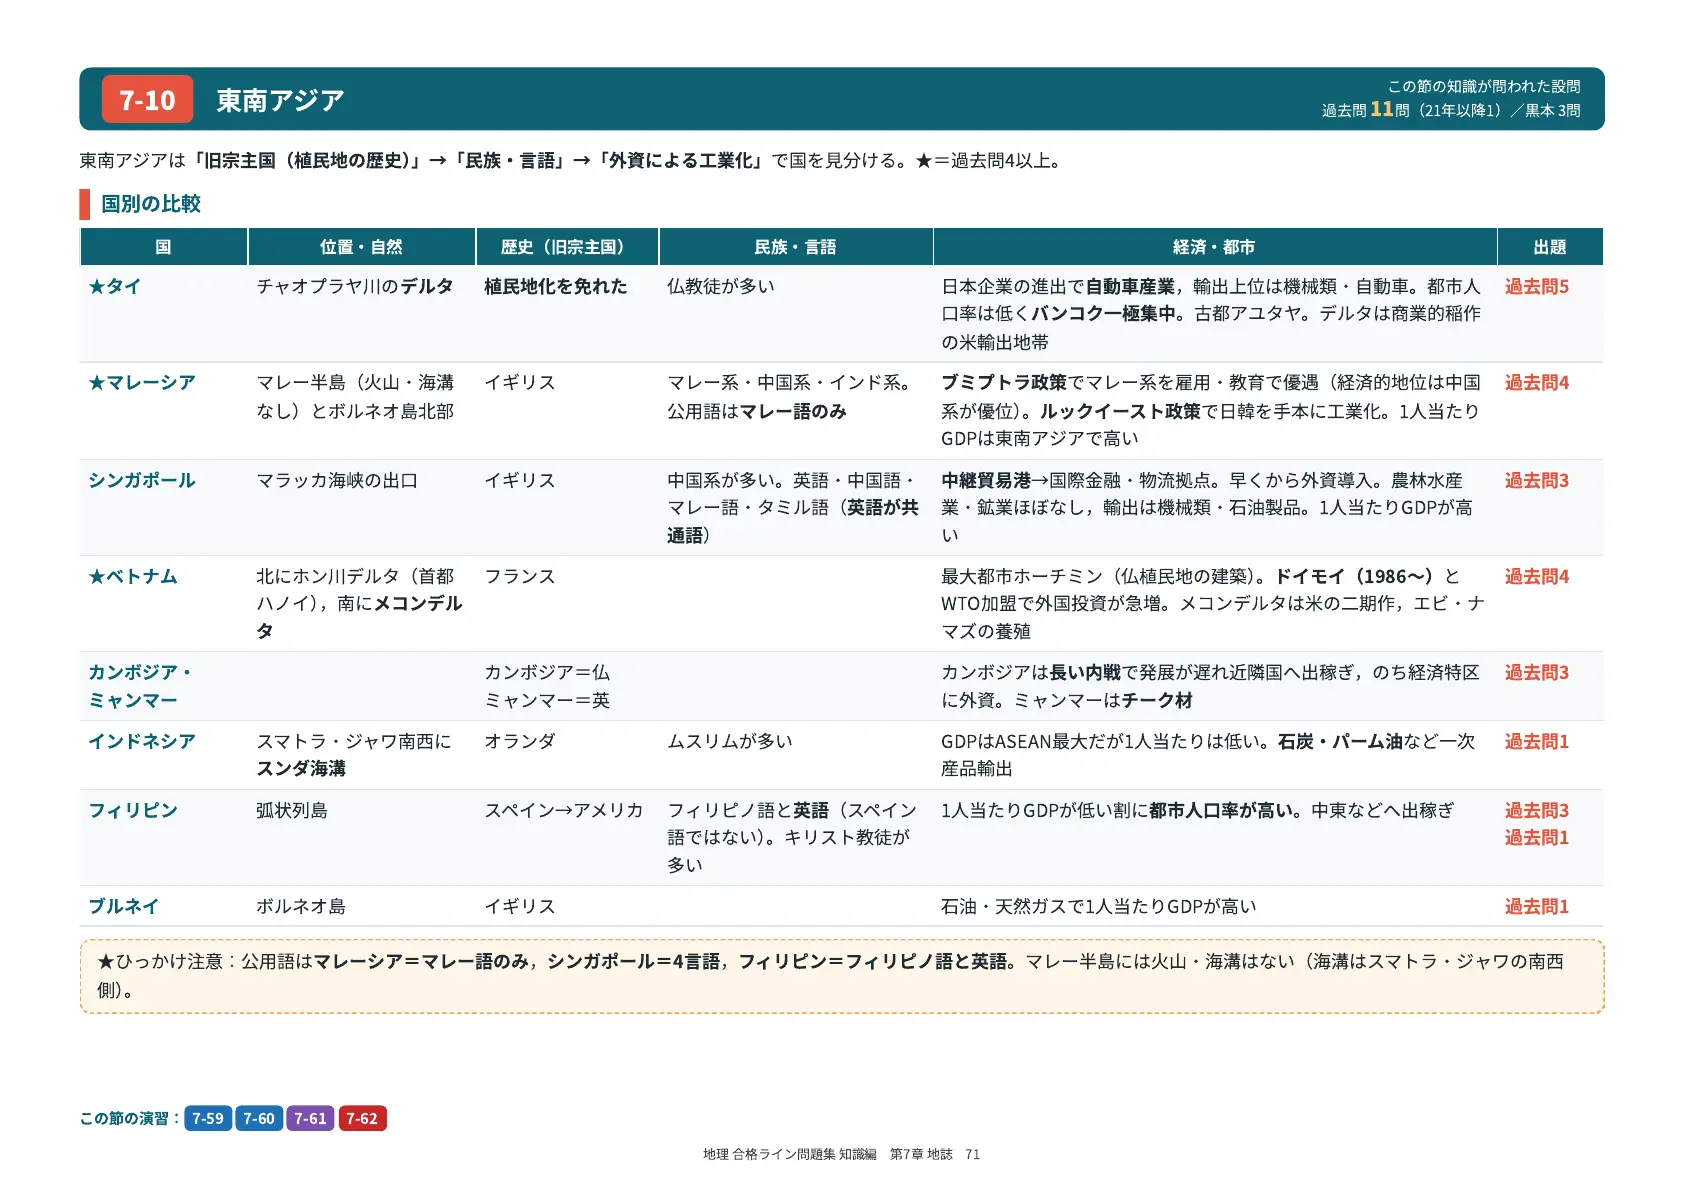 7-10 東南アジア
この節の知識が問われた設問
過去問 11問（21年以降1）／黒本 3問
東南アジアは「旧宗主国（植民地の歴史）」→「民族・言語」→「外資による工業化」で国を見分ける。★＝過去問4以上。
国別の比較
国 位置・自然 歴史（旧宗主国） 民族・言語 経済・都市 出題
★タイ チャオプラヤ川のデルタ 植民地化を免れた 仏教徒が多い 日本企業の進出で自動車産業，輸出上位は機械類・自動車。都市人 過去問5
口率は低くバンコク一極集中。古都アユタヤ。デルタは商業的稲作
の米輸出地帯
★マレーシア マレー半島（火山・海溝 イギリス マレー系・中国系・インド系。 ブミプトラ政策でマレー系を雇用・教育で優遇（経済的地位は中国 過去問4
なし）とボルネオ島北部 公用語はマレー語のみ 系が優位）。ルックイースト政策で日韓を手本に工業化。1人当たり
GDPは東南アジアで高い
シンガポール マラッカ海峡の出口 イギリス 中国系が多い。英語・中国語・ 中継貿易港→国際金融・物流拠点。早くから外資導入。農林水産 過去問3
マレー語・タミル語（英語が共 業・鉱業ほぼなし，輸出は機械類・石油製品。1人当たりGDPが高
通語） い
★ベトナム 北にホン川デルタ（首都 フランス 最大都市ホーチミン（仏植民地の建築）。ドイモイ（1986〜）と 過去問4
ハノイ），南にメコンデル WTO加盟で外国投資が急増。メコンデルタは米の二期作，エビ・ナ
タ マズの養殖
カンボジア・ カンボジア＝仏 カンボジアは長い内戦で発展が遅れ近隣国へ出稼ぎ，のち経済特区 過去問3
ミャンマー ミャンマー＝英 に外資。ミャンマーはチーク材
インドネシア スマトラ・ジャワ南西に オランダ ムスリムが多い GDPはASEAN最大だが1人当たりは低い。石炭・パーム油など一次 過去問1
スンダ海溝 産品輸出
フィリピン 弧状列島 スペイン→アメリカ フィリピノ語と英語（スペイン 1人当たりGDPが低い割に都市人口率が高い。中東などへ出稼ぎ 過去問3
語ではない）。キリスト教徒が 過去問1
多い
ブルネイ ボルネオ島 イギリス 石油・天然ガスで1人当たりGDPが高い 過去問1
★ひっかけ注意：公用語はマレーシア＝マレー語のみ，シンガポール＝4言語，フィリピン＝フィリピノ語と英語。マレー半島には火山・海溝はない（海溝はスマトラ・ジャワの南西
側）。
この節の演習： 7-59 7-60 7-61 7-62
地理 合格ライン問題集 知識編 第7章 地誌 71